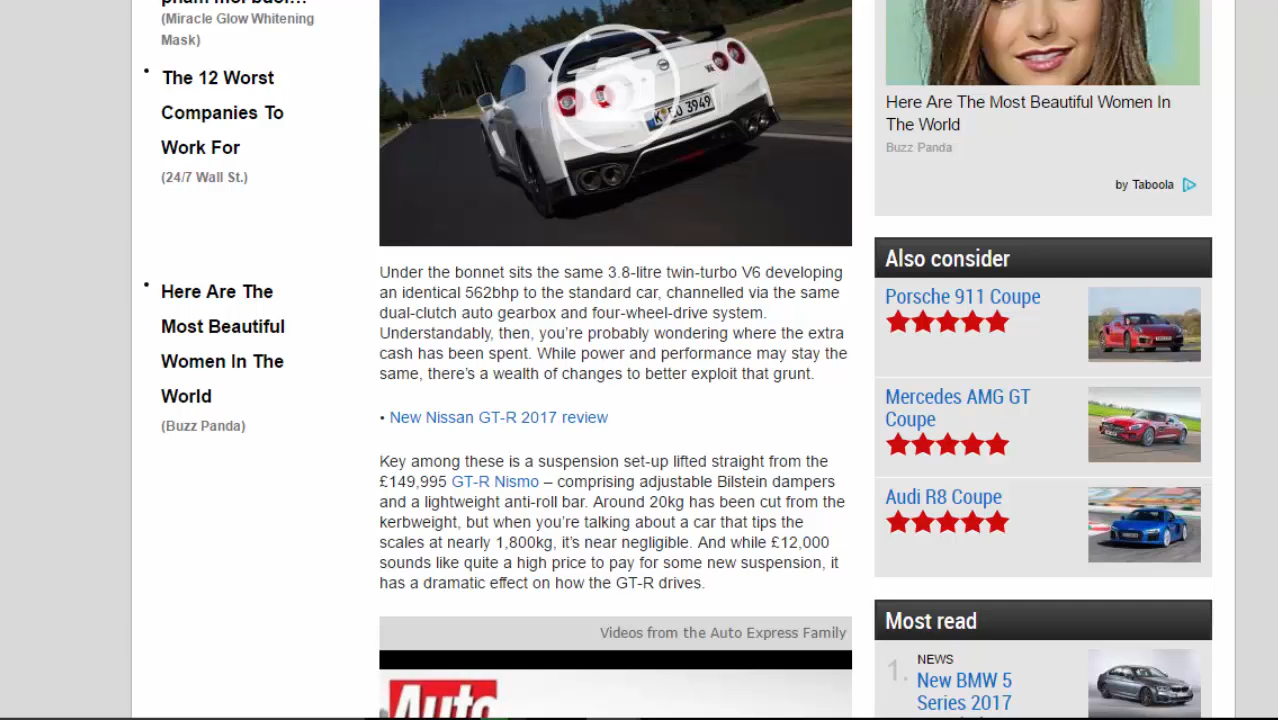 (Miracle Glow Whitening
Mask)
• The 12 Worst
Companies To
Work For
(24/7 Wall St.)
• Here Are The
Most Beautiful
Women In The
World
(Buzz Panda)
3949
Under the bonnet sits the same 3.8-litre twin-turbo V6 developing
an identical 562bhp to the standard car, channelled via the same
dual-clutch auto gearbox and four-wheel-drive system.
Understandably, then, you’re probably wondering where the extra
cash has been spent. While power and performance may stay the
same, there’s a wealth of changes to better exploit that grunt.
• New Nissan GT-R 2017 review
Key among these is a suspension set-up lifted straight from the
£149,995 GT-R Nismo – comprising adjustable Bilstein dampers
and a lightweight anti-roll bar. Around 20kg has been cut from the
kerbweight, but when you’re talking about a car that tips the
scales at nearly 1,800kg, it’s near negligible. And while £12,000
sounds like quite a high price to pay for some new suspension, it
has a dramatic effect on how the GT-R drives.
Videos from the Auto Express Family
Auto
Here Are The Most Beautiful Women In
The World
Buzz Panda
by Taboola
Also consider
Porsche 911 Coupe
Mercedes AMG GT
Coupe
Audi R8 Coupe
Most read
1. NEWS
New BMW 5
Series 2017